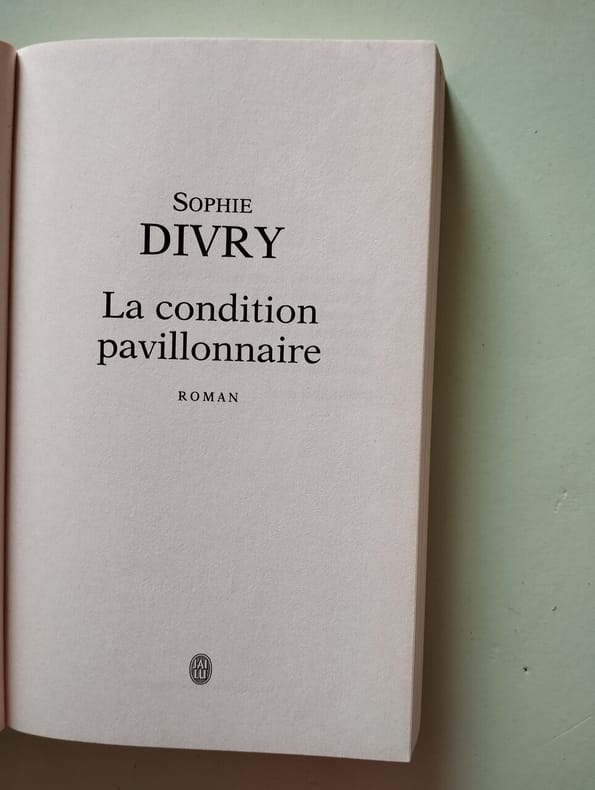 SOPHIE
DIVRY
La condition
pavillonnaire
ROMAN
J'AI
LU